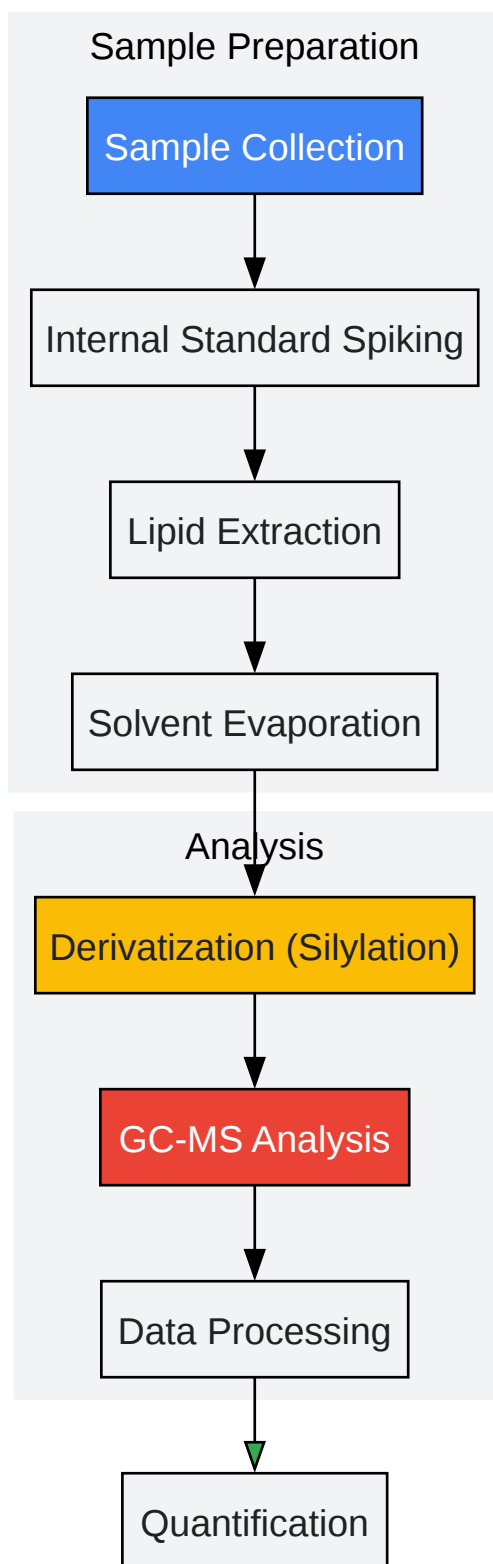 Sample Preparation
Sample Collection
Internal Standard Spiking
Lipid Extraction
Solvent Evaporation
Analysis
Derivatization (Silylation)
GC-MS Analysis
Data Processing
Quantification